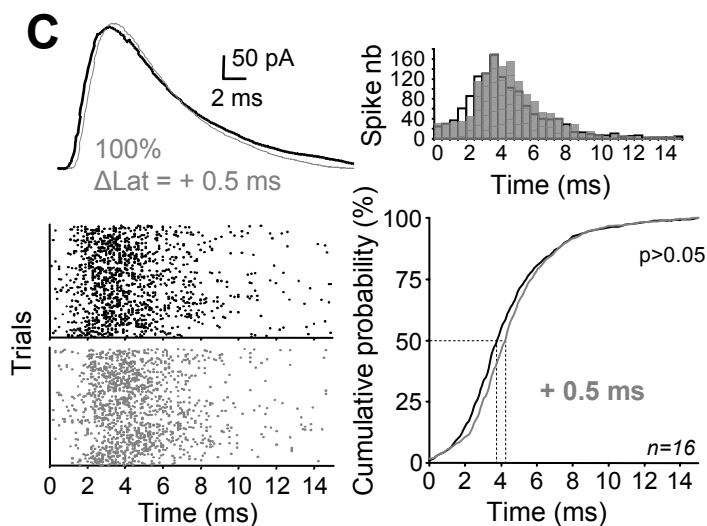 C
50 pA
2 ms
100%
ΔLat = + 0.5 ms
Spike nb
160
120
80
40
0
0 2 4 6 8 10 12 14
Time (ms)
Trials
0 2 4 6 8 10 12 14
Time (ms)
Cumulative probability (%)
100
75
50
25
0
p>0.05
+ 0.5 ms
n=16
0 2 4 6 8 10 12 14
Time (ms)